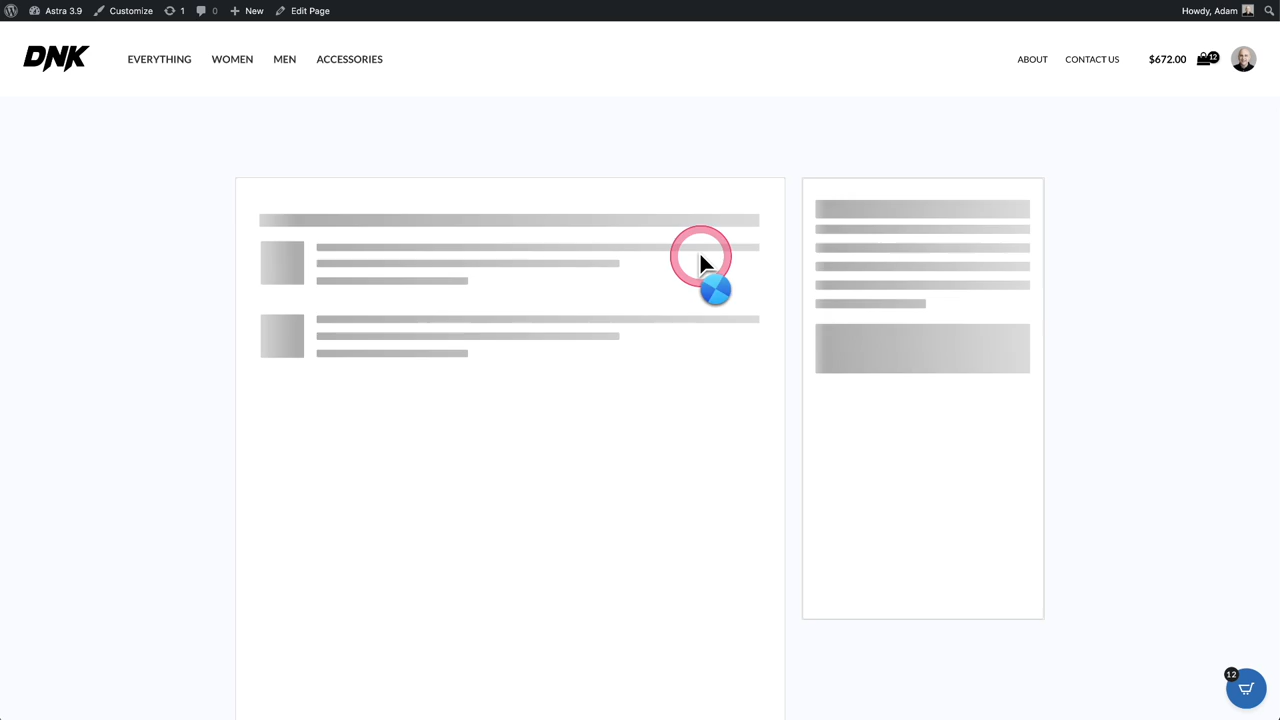 Astra 3.9 Customize 1 0 New Edit Page Howdy, Adam
DNK EVERYTHING WOMEN MEN ACCESSORIES ABOUT CONTACT US $672.00 12
12